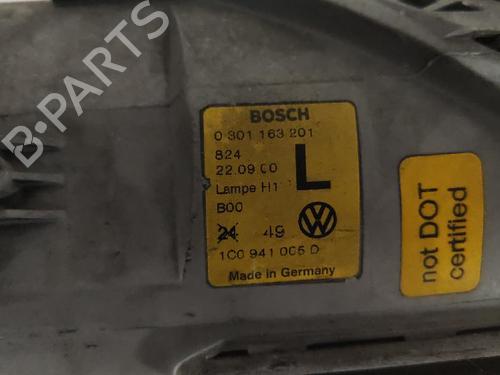 BOSCH
0 301 163 201
824
22.09 00
Lampe H1
L
B00
24 49
1C0 941 005 D
Made in Germany
not DOT
certified
B-Parts